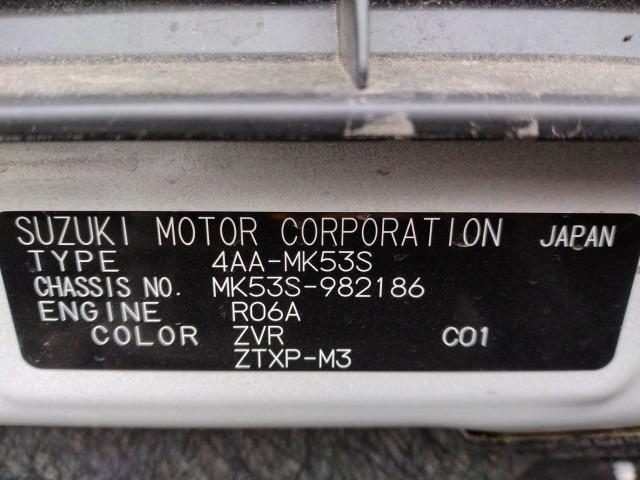 SUZUKI MOTOR CORPORATION JAPAN
TYPE 4AA-MK53S
CHASSIS NO. MK53S-982186
ENGINE R06A
COLOR ZVR C01
ZTXP-M3